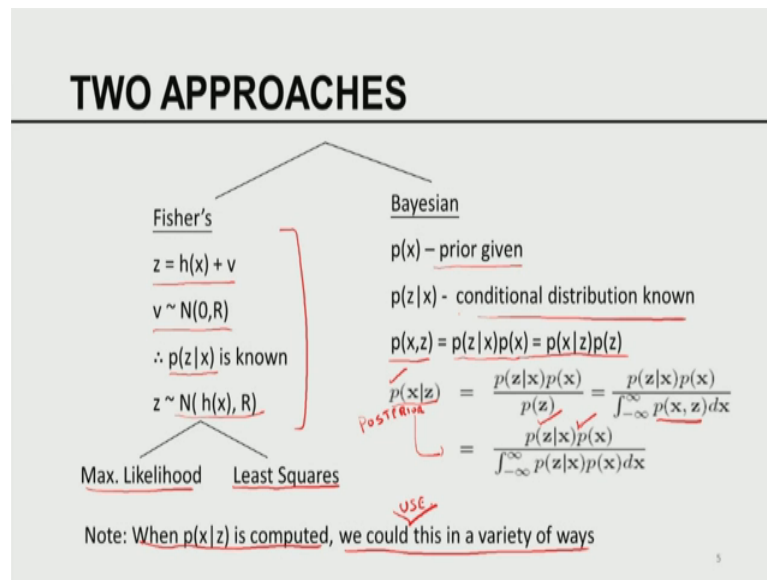 TWO APPROACHES
Fisher's
z = h(x) + v
v ~ N(0,R)
∴ p(z|x) is known
z ~ N( h(x), R)
Max. Likelihood
Least Squares
Bayesian
p(x) – prior given
p(z|x) - conditional distribution known
p(x,z) = p(z|x)p(x) = p(x|z)p(z)
p(x|z) = p(z|x)p(x) / p(z) = p(z|x)p(x) / ∫_{-∞}^{∞} p(x, z)dx
POSTERIOR
= p(z|x)p(x) / ∫_{-∞}^{∞} p(z|x)p(x)dx
USE
Note: When p(x|z) is computed, we could this in a variety of ways
5